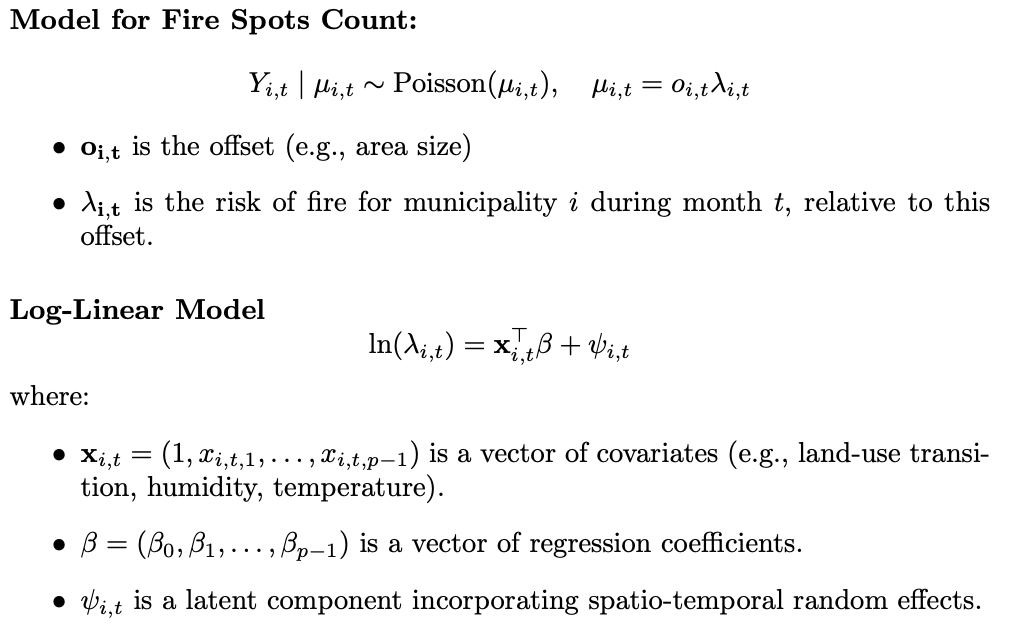 Model for Fire Spots Count:
Y_{i,t} | μ_{i,t} ∼ Poisson(μ_{i,t}),   μ_{i,t} = o_{i,t}λ_{i,t}
• o_{i,t} is the offset (e.g., area size)
• λ_{i,t} is the risk of fire for municipality i during month t, relative to this
offset.
Log-Linear Model
ln(λ_{i,t}) = x_{i,t}^⊤β + ψ_{i,t}
where:
• x_{i,t} = (1, x_{i,t,1}, . . . , x_{i,t,p−1}) is a vector of covariates (e.g., land-use transi-
tion, humidity, temperature).
• β = (β_0, β_1, . . . , β_{p−1}) is a vector of regression coefficients.
• ψ_{i,t} is a latent component incorporating spatio-temporal random effects.